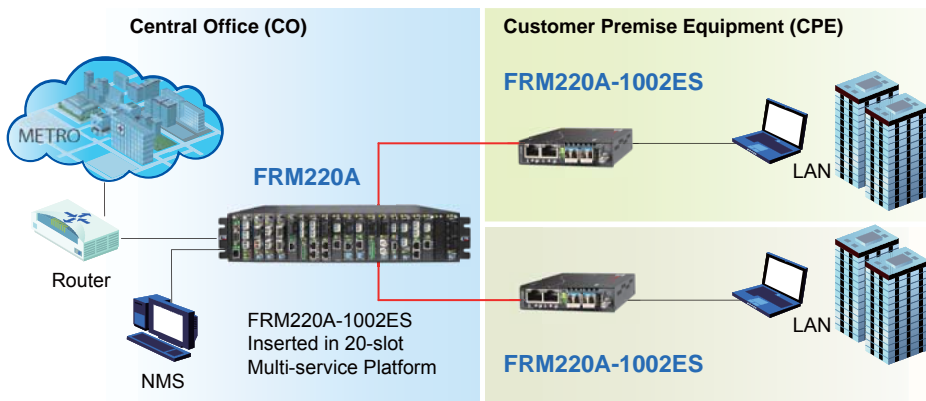 Central Office (CO)
Customer Premise Equipment (CPE)
FRM220A-1002ES
METRO
FRM220A
LAN
Router
FRM220A-1002ES
Inserted in 20-slot
Multi-service Platform
NMS
LAN
FRM220A-1002ES